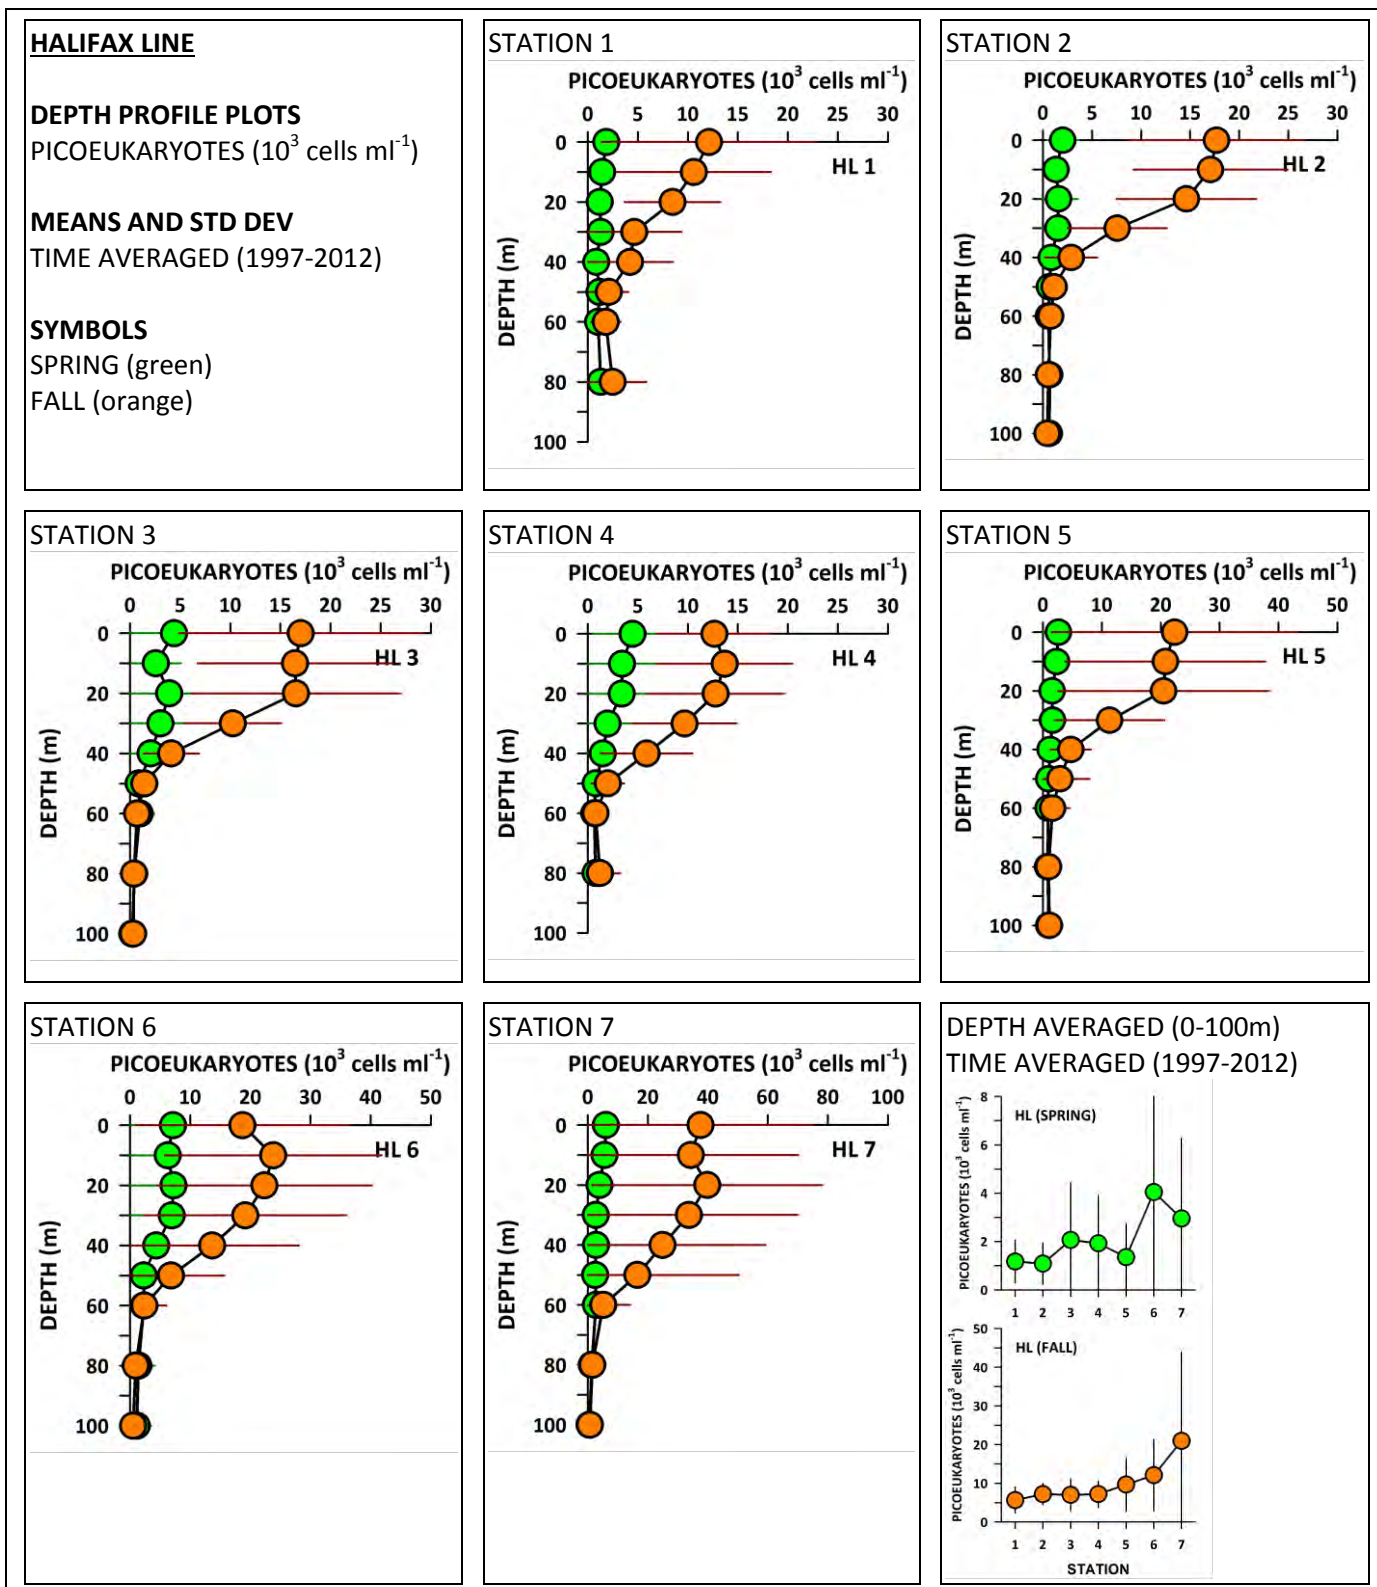 HALIFAX LINE
DEPTH PROFILE PLOTS
PICOEUKARYOTES (10³ cells ml⁻¹)
MEANS AND STD DEV
TIME AVERAGED (1997-2012)
SYMBOLS
SPRING (green)
FALL (orange)
STATION 1
PICOEUKARYOTES (10³ cells ml⁻¹)
0 5 10 15 20 25 30
0
20
40
60
80
100
DEPTH (m)
HL 1
STATION 2
PICOEUKARYOTES (10³ cells ml⁻¹)
0 5 10 15 20 25 30
0
20
40
60
80
100
DEPTH (m)
HL 2
STATION 3
PICOEUKARYOTES (10³ cells ml⁻¹)
0 5 10 15 20 25 30
0
20
40
60
80
100
DEPTH (m)
HL 3
STATION 4
PICOEUKARYOTES (10³ cells ml⁻¹)
0 5 10 15 20 25 30
0
20
40
60
80
100
DEPTH (m)
HL 4
STATION 5
PICOEUKARYOTES (10³ cells ml⁻¹)
0 10 20 30 40 50
0
20
40
60
80
100
DEPTH (m)
HL 5
STATION 6
PICOEUKARYOTES (10³ cells ml⁻¹)
0 10 20 30 40 50
0
20
40
60
80
100
DEPTH (m)
HL 6
STATION 7
PICOEUKARYOTES (10³ cells ml⁻¹)
0 20 40 60 80 100
0
20
40
60
80
100
DEPTH (m)
HL 7
DEPTH AVERAGED (0-100m)
TIME AVERAGED (1997-2012)
PICOEUKARYOTES (10³ cells ml⁻¹)
8
6
4
2
0
HL (SPRING)
1 2 3 4 5 6 7
PICOEUKARYOTES (10³ cells ml⁻¹)
50
40
30
20
10
0
HL (FALL)
1 2 3 4 5 6 7
STATION